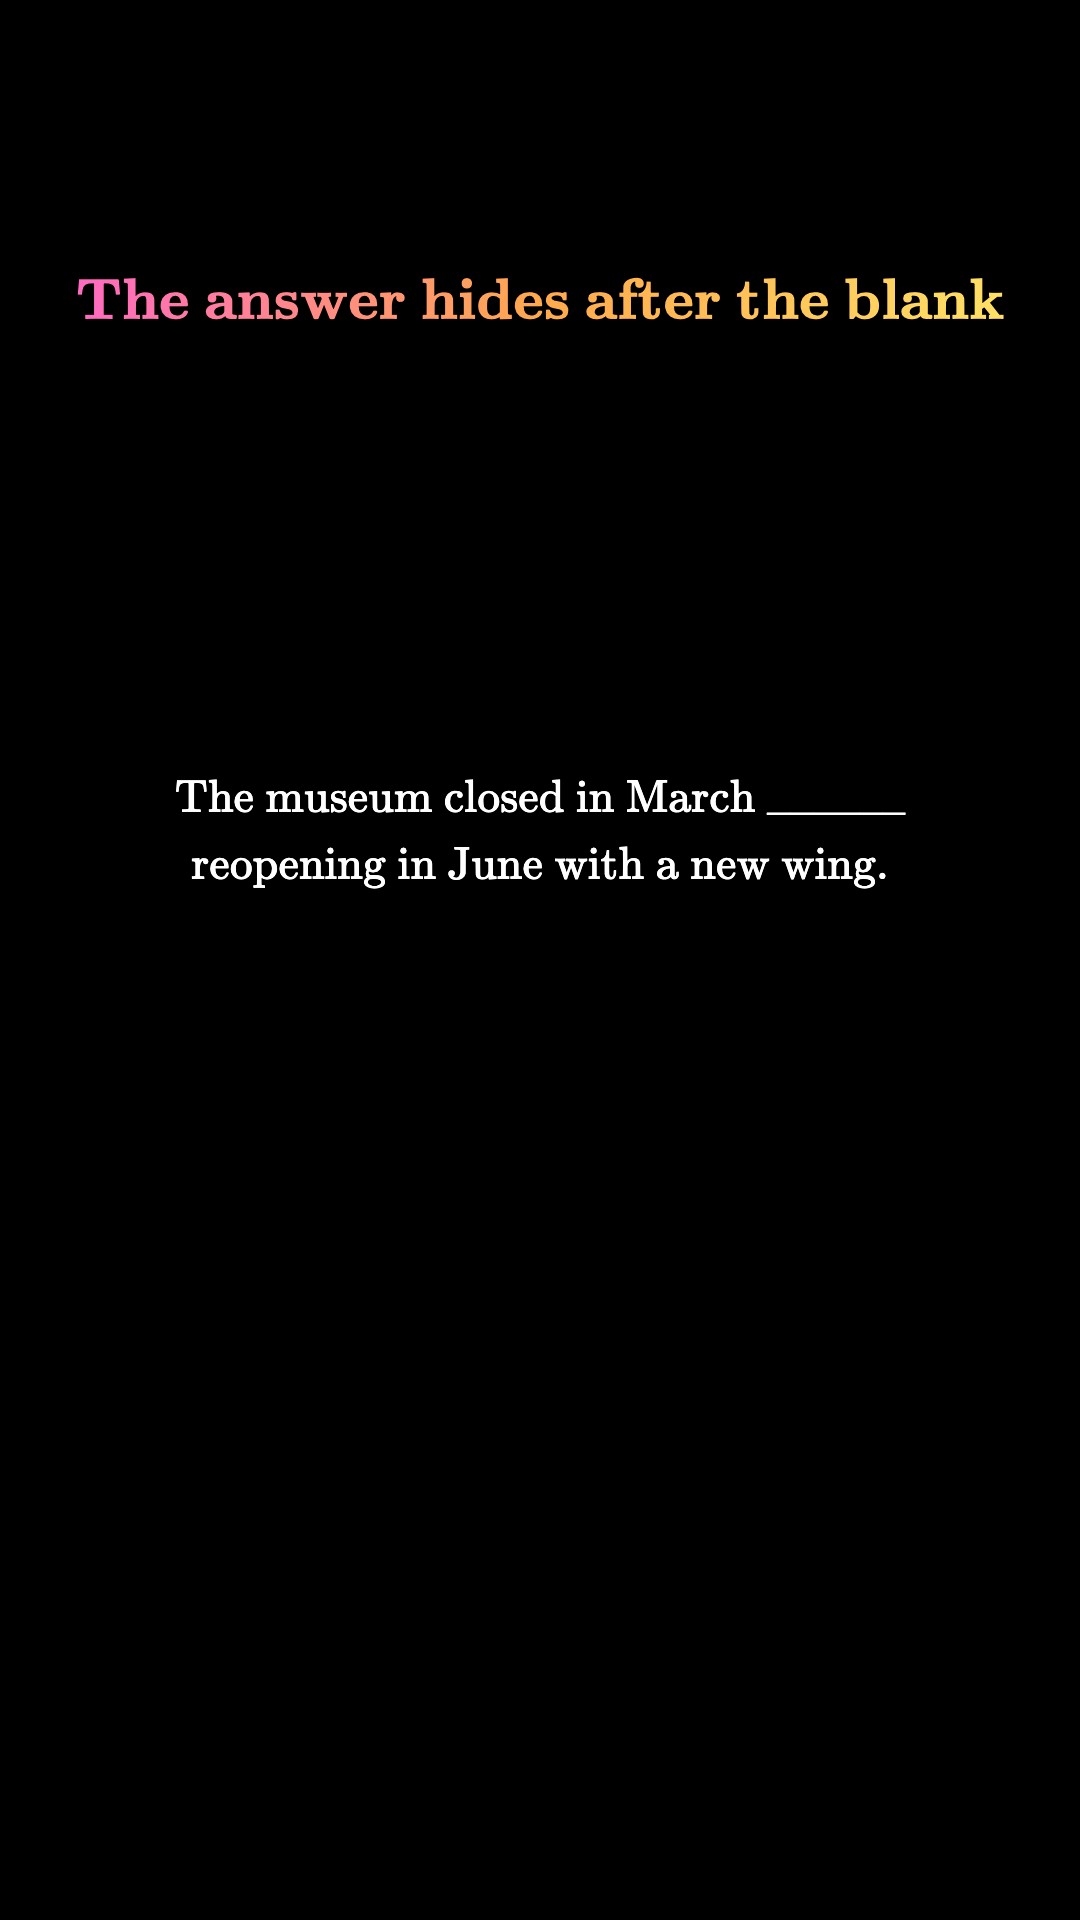 The answer hides after the blank
The museum closed in March ______
reopening in June with a new wing.